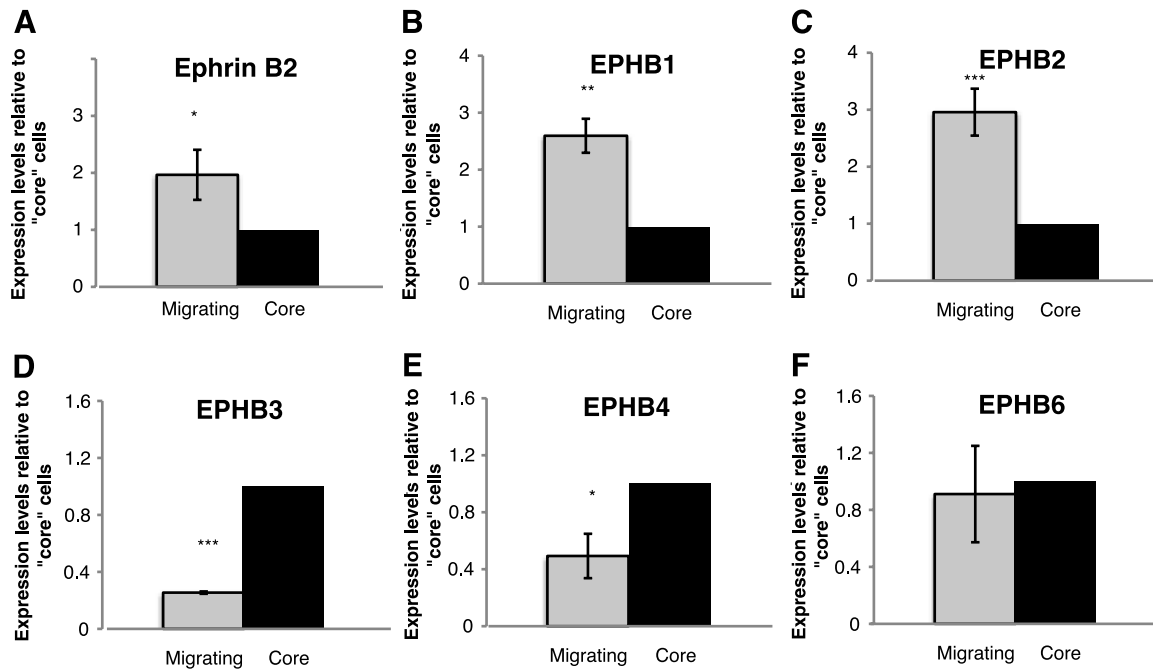 A
Ephrin B2
Expression levels relative to
"core" cells
3
2
1
0
*
Migrating Core
B
EPHB1
Expression levels relative to
"core" cells
4
3
2
1
0
**
Migrating Core
C
EPHB2
Expression levels relative to
"core" cells
4
3
2
1
0
***
Migrating Core
D
EPHB3
Expression levels relative to
"core" cells
1.6
1.2
0.8
0.4
0
***
Migrating Core
E
EPHB4
Expression levels relative to
"core" cells
1.6
1.2
0.8
0.4
0
*
Migrating Core
F
EPHB6
Expression levels relative to
"core" cells
1.6
1.2
0.8
0.4
0
Migrating Core